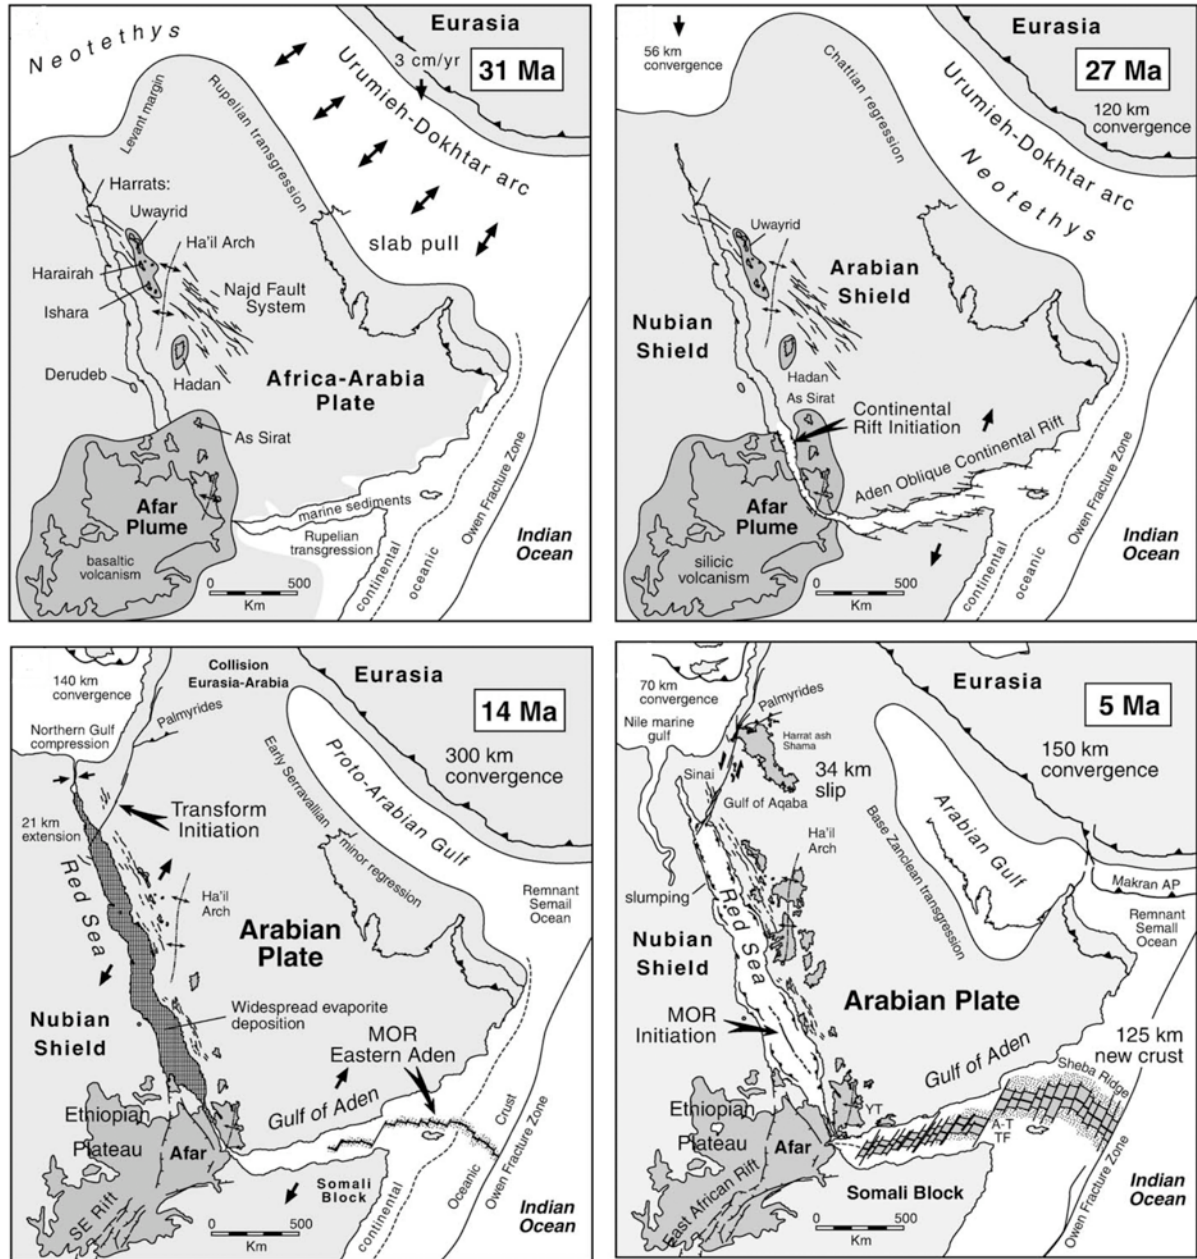 Eurasia
31 Ma
Neotethys
3 cm/yr
Urumieh-Dokhtar arc
Levant margin
Rupelian transgression
slab pull
Harrats:
Uwayrid
Ha'il Arch
Harairah
Ishara
Najd Fault
System
Derudeb
Hadan
Africa-Arabia
Plate
As Sirat
Afar
Plume
basaltic
volcanism
marine sediments
Rupelian
transgression
continental
oceanic
Owen Fracture Zone
Indian
Ocean
0 500
Km
Eurasia
27 Ma
56 km
convergence
120 km
convergence
Chattian regression
Urumieh-Dokhtar arc
Neotethys
Uwayrid
Arabian
Shield
Nubian
Shield
Hadan
As Sirat
Continental
Rift Initiation
Aden Oblique Continental Rift
Afar
Plume
silicic
volcanism
continental
oceanic
Owen Fracture Zone
Indian
Ocean
0 500
Km
140 km
convergence
Collision
Eurasia-Arabia
Eurasia
14 Ma
Palmyrides
Northern Gulf
compression
300 km
convergence
Proto-Arabian Gulf
Early Serravallian
minor regression
Transform
Initiation
21 km
extension
Red Sea
Ha'il
Arch
Remnant
Semail
Ocean
Arabian
Plate
Nubian
Shield
Widespread evaporite
deposition
MOR
Eastern Aden
Gulf of Aden
Ethiopian
Plateau
Afar
SE Rift
Somali
Block
continental
Oceanic
Crust
Owen Fracture Zone
Indian
Ocean
0 500
Km
70 km
convergence
Eurasia
5 Ma
Nile marine
gulf
Palmyrides
Harrat ash
Shama
Sinai
34 km
slip
Gulf of Aqaba
150 km
convergence
Arabian Gulf
Base Zanclean transgression
Ha'il
Arch
slumping
Red Sea
Makran AP
Remnant
Semall
Ocean
Nubian
Shield
Arabian Plate
MOR
Initiation
125 km
new crust
Gulf of Aden
Sheba Ridge
Ethiopian
Plateau
Afar
YT
A-T
TF
East African Rift
Somali Block
Owen Fracture Zone
Indian
Ocean
0 500
Km